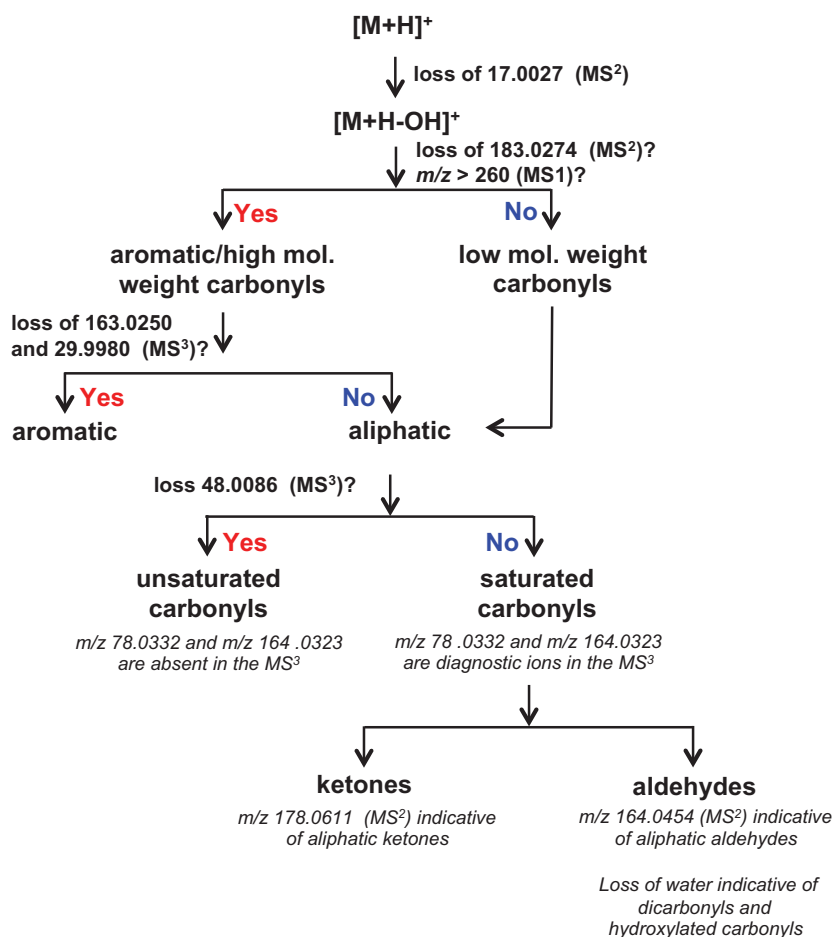 [M+H]⁺
loss of 17.0027 (MS²)
[M+H-OH]⁺
loss of 183.0274 (MS²)?
m/z > 260 (MS1)?
Yes
No
aromatic/high mol.
weight carbonyls
low mol. weight
carbonyls
loss of 163.0250
and 29.9980 (MS³)?
Yes
No
aromatic
aliphatic
loss 48.0086 (MS³)?
Yes
No
unsaturated
carbonyls
m/z 78.0332 and m/z 164 .0323
are absent in the MS³
saturated
carbonyls
m/z 78 .0332 and m/z 164.0323
are diagnostic ions in the MS³
ketones
m/z 178.0611 (MS²) indicative
of aliphatic ketones
aldehydes
m/z 164.0454 (MS²) indicative
of aliphatic aldehydes
Loss of water indicative of
dicarbonyls and
hydroxylated carbonyls